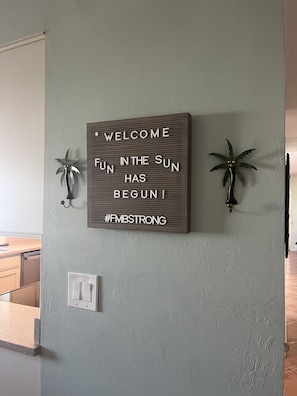 WELCOME
FUN IN THE SUN
HAS
BEGUN!
#FMBSTRONG